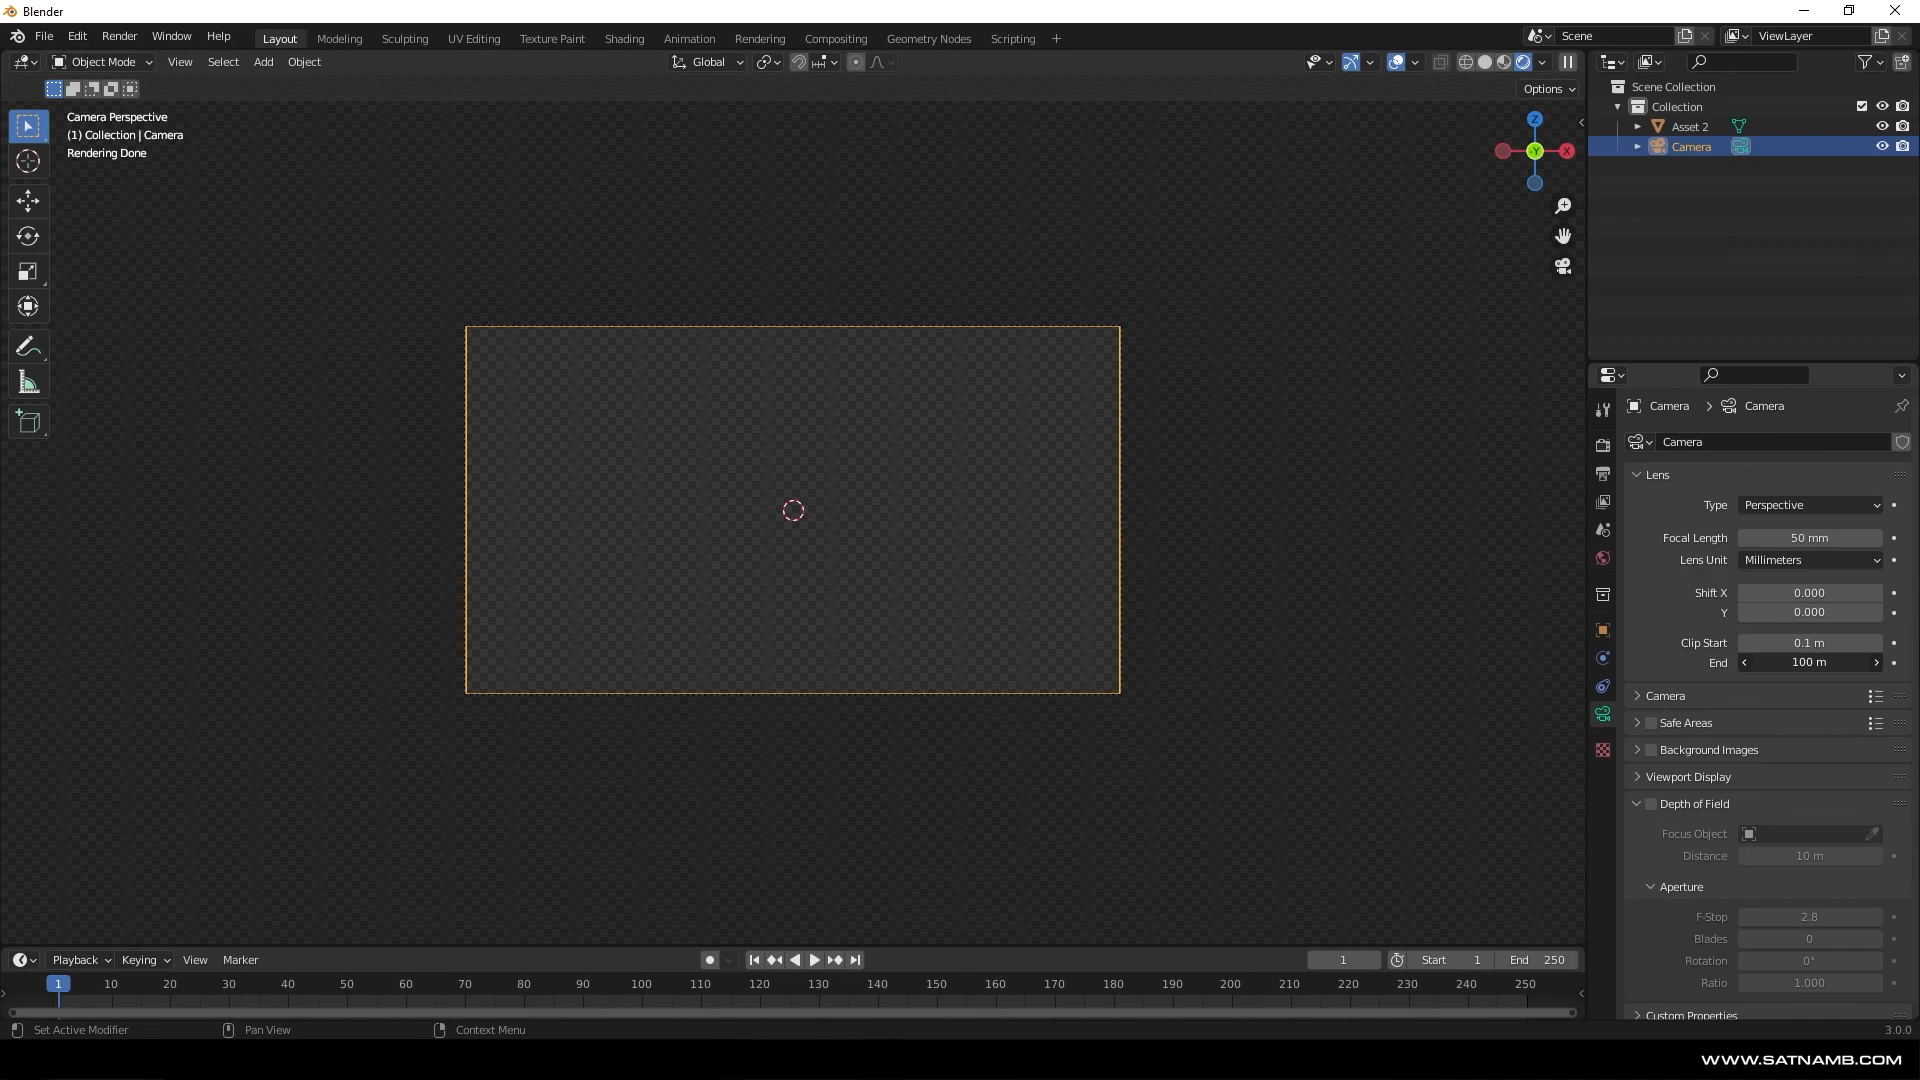 Blender
File Edit Render Window Help
Layout Modeling Sculpting UV Editing Texture Paint Shading Animation Rendering Compositing Geometry Nodes Scripting +
Scene
ViewLayer
Object Mode View Select Add Object
Global
Options
Camera Perspective
(1) Collection | Camera
Rendering Done
Z
-Y
X
Scene Collection
Collection
Asset 2
Camera
Camera > Camera
Camera
Lens
Type Perspective
Focal Length 50 mm
Lens Unit Millimeters
Shift X 0.000
Y 0.000
Clip Start 0.1 m
End 100 m
Camera
Safe Areas
Background Images
Viewport Display
Depth of Field
Focus Object
Distance 10 m
Aperture
F-Stop 2.8
Blades 0
Rotation 0°
Ratio 1.000
Custom Properties
Playback Keying View Marker
1 Start 1 End 250
1 10 20 30 40 50 60 70 80 90 100 110 120 130 140 150 160 170 180 190 200 210 220 230 240 250
Set Active Modifier Pan View Context Menu
3.0.0
WWW.SATNAMB.COM